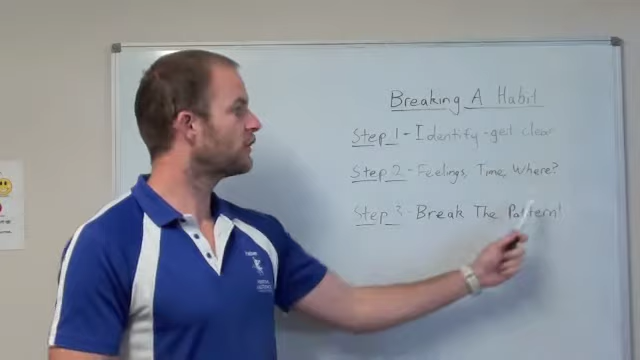 Breaking A Habit
Step 1 - Identify - get clear
Step 2 - Feelings, Time, Where?
Step 3 - Break The Pattern!